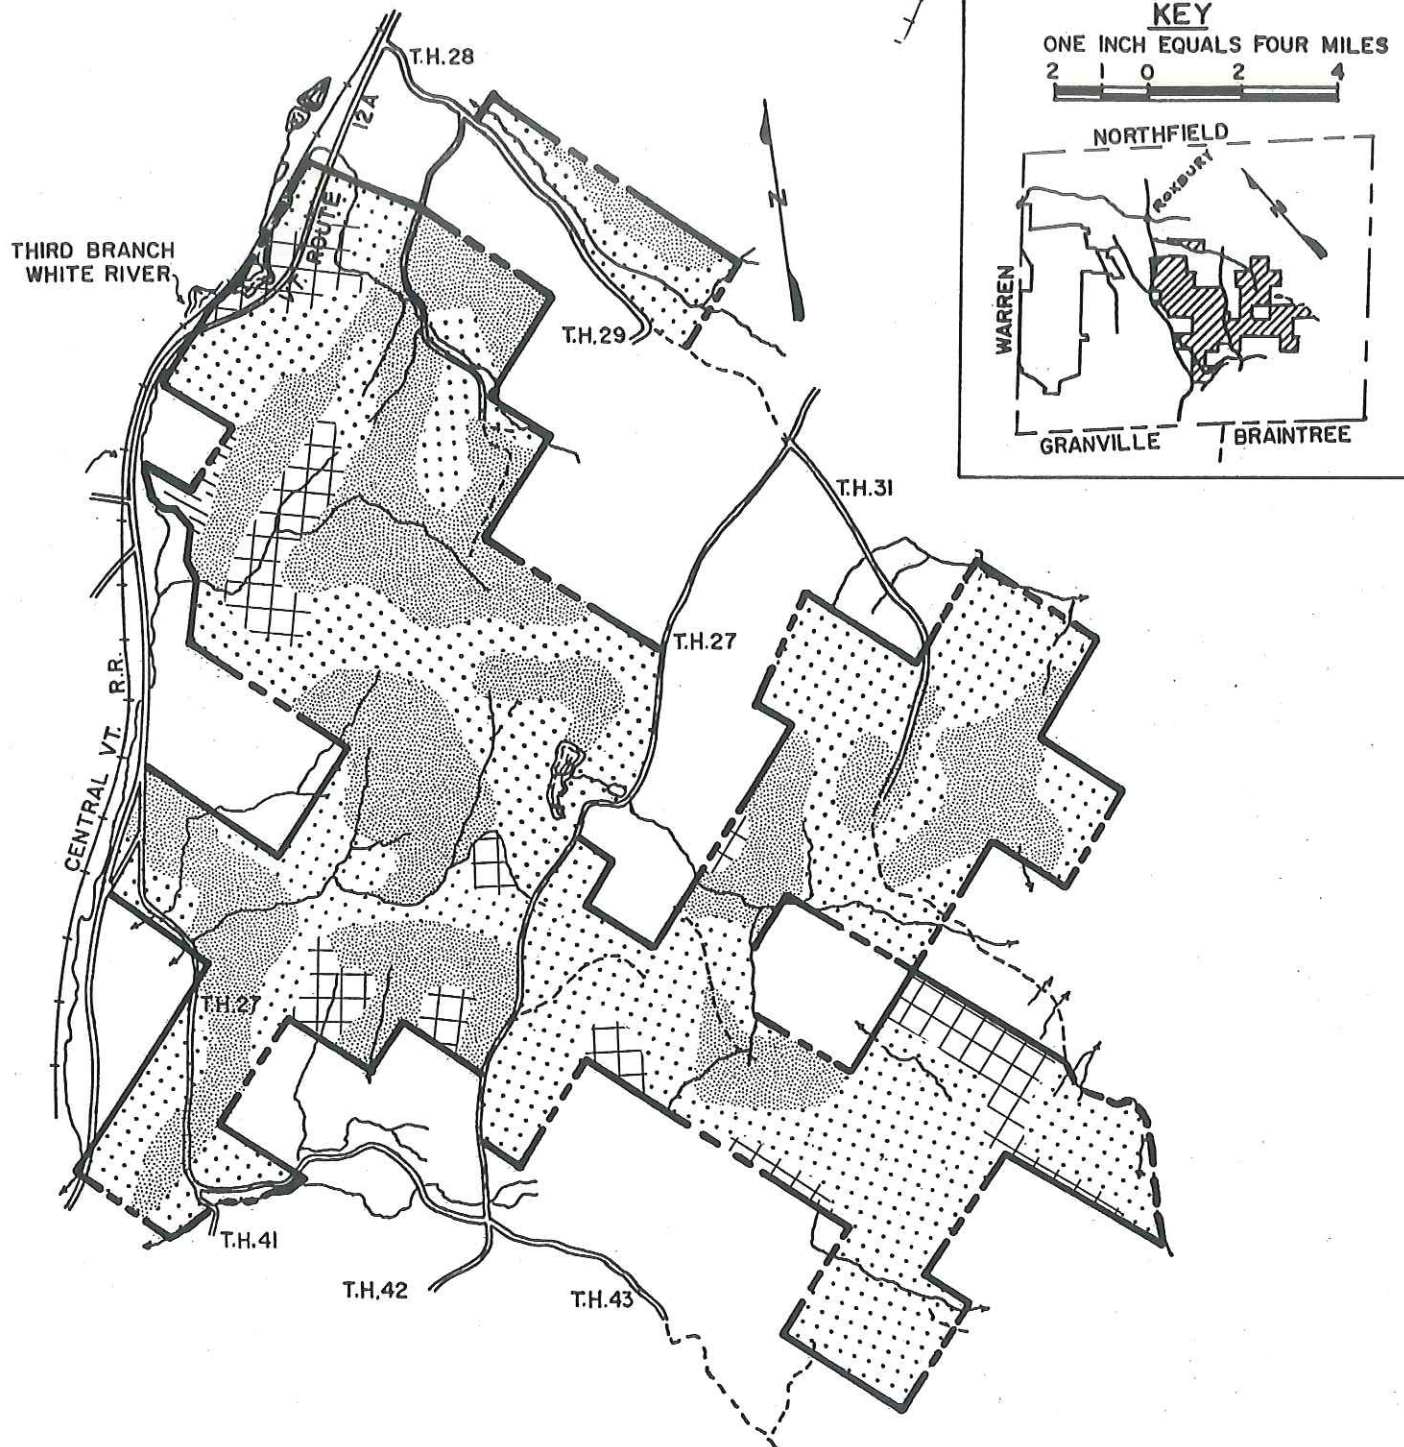 KEY
ONE INCH EQUALS FOUR MILES
2 1 0 2 4
NORTHFIELD
ROXBURY
N
WARREN
GRANVILLE
BRAINTREE
T.H.28
12A
ROUTE
N
THIRD BRANCH
WHITE RIVER
T.H.29
T.H.31
T.H.27
CENTRAL VT. R.R.
T.H.27
T.H.41
T.H.42
T.H.43